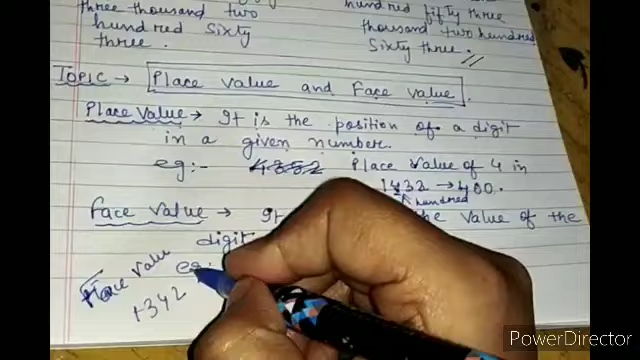 three thousand two
hundred sixty
three.
hundred fifty three
thousand two hundred
Sixty three.
TOPIC → Place value and Face value.
Place Value → It is the position of a digit
in a given number.
eg:- 4352 Place value of 4 in
1432 → 400.
hundred
Face value → It the value of the
digit
eg:
Face value
1342
PowerDirector